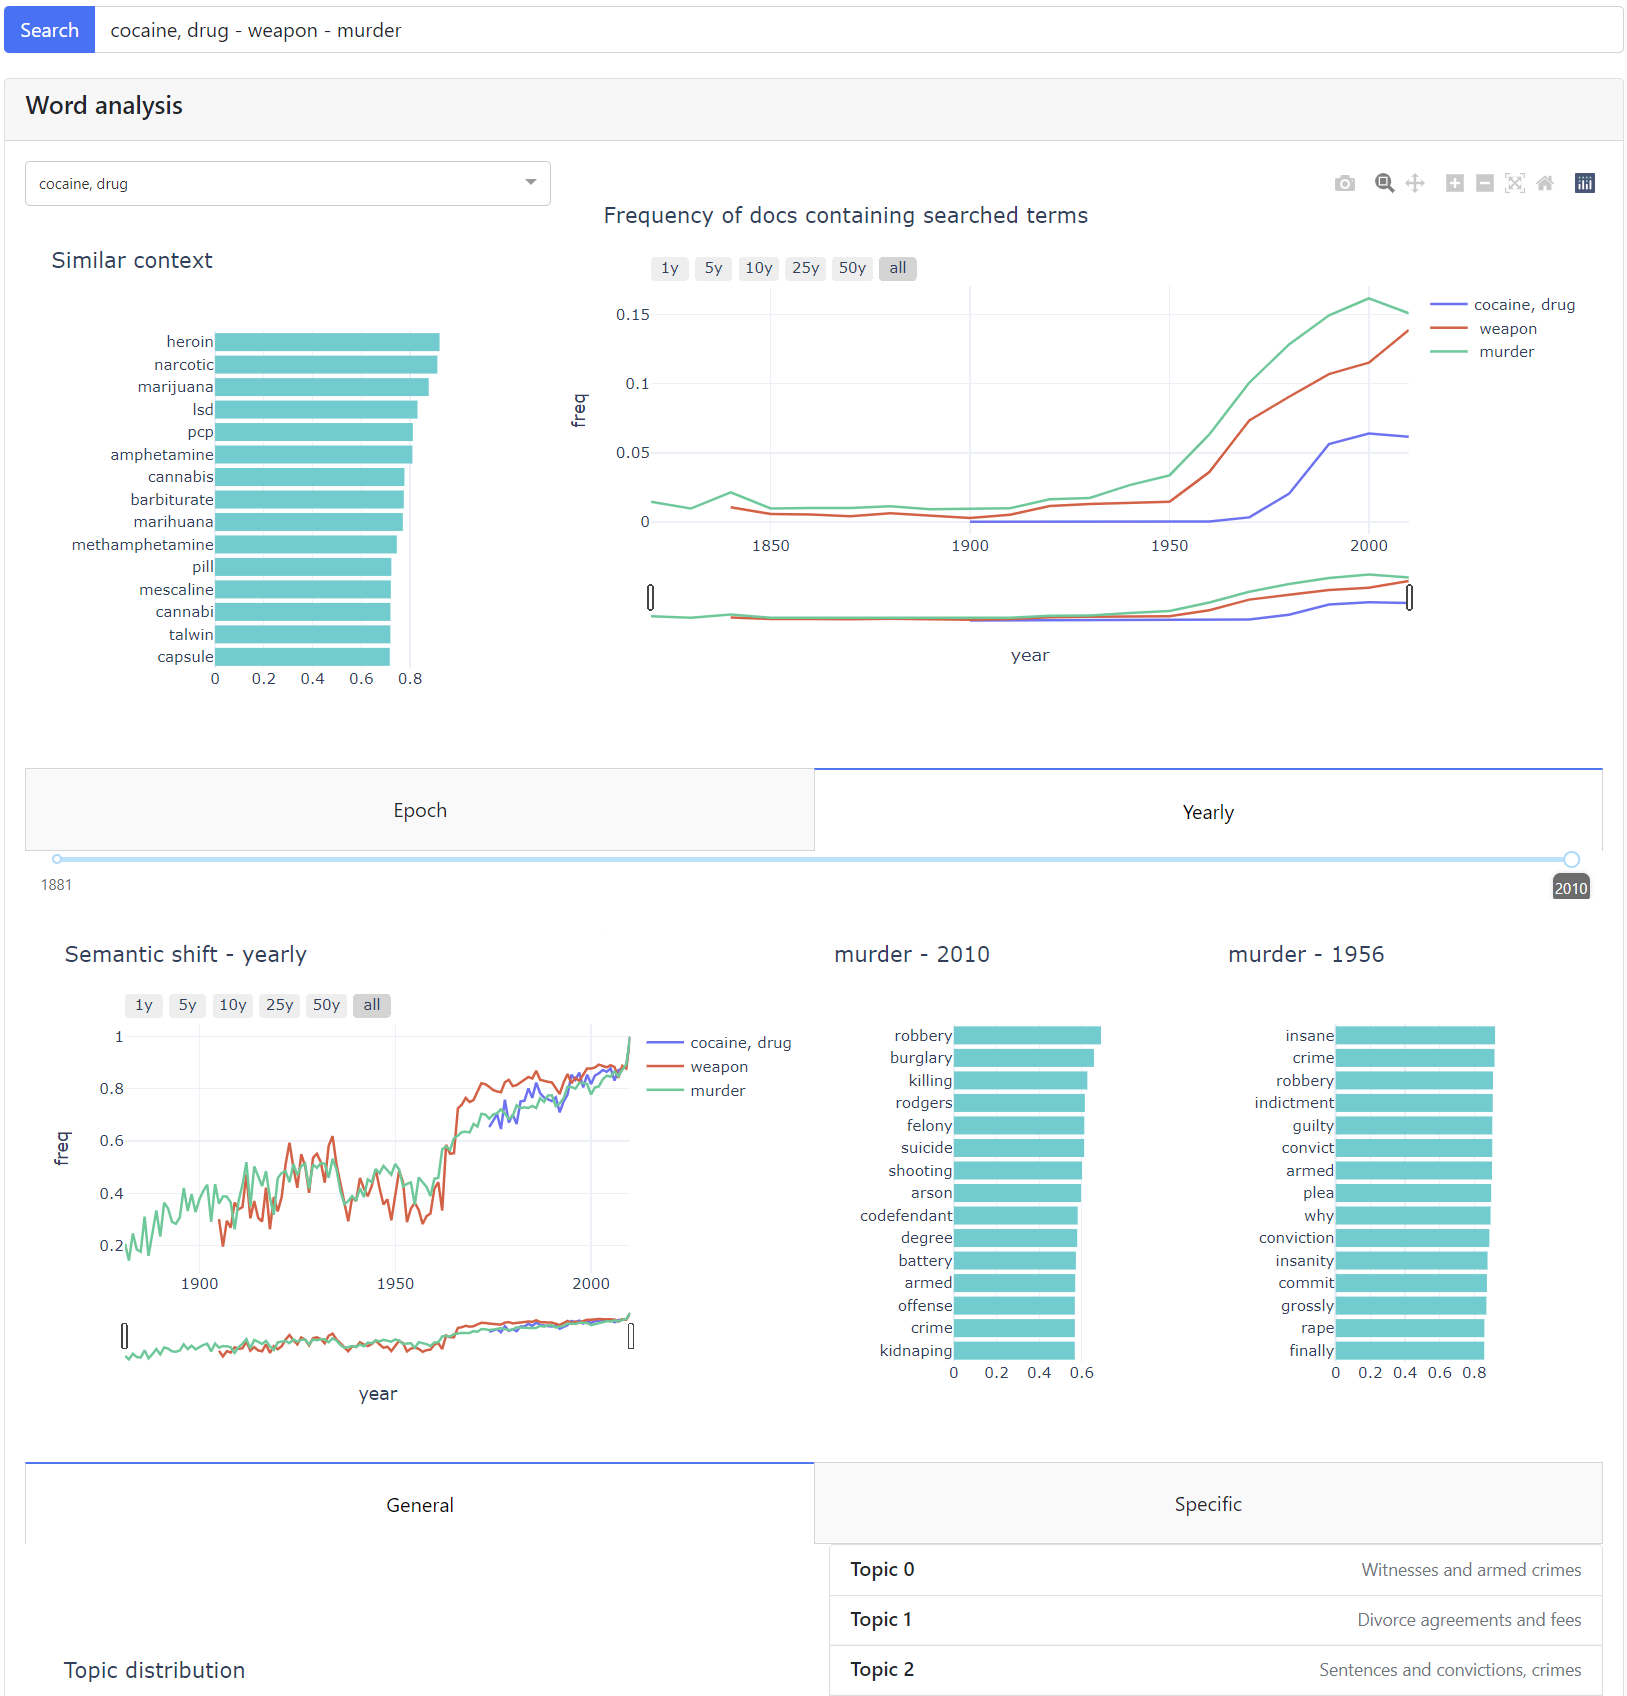 Search cocaine, drug - weapon - murder
Word analysis
cocaine, drug
Frequency of docs containing searched terms
Similar context
1y 5y 10y 25y 50y all
heroin
narcotic
marijuana
lsd
pcp
amphetamine
cannabis
barbiturate
marihuana
methamphetamine
pill
mescaline
cannabi
talwin
capsule
0 0.2 0.4 0.6 0.8
freq
0.15
0.1
0.05
0
1850 1900 1950 2000
year
cocaine, drug
weapon
murder
Epoch
Yearly
1881
2010
Semantic shift - yearly
1y 5y 10y 25y 50y all
freq
1
0.8
0.6
0.4
0.2
1900 1950 2000
year
cocaine, drug
weapon
murder
murder - 2010
robbery
burglary
killing
rodgers
felony
suicide
shooting
arson
codefendant
degree
battery
armed
offense
crime
kidnaping
0 0.2 0.4 0.6
murder - 1956
insane
crime
robbery
indictment
guilty
convict
armed
plea
why
conviction
insanity
commit
grossly
rape
finally
0 0.2 0.4 0.6 0.8
General
Specific
Topic distribution
Topic 0 Witnesses and armed crimes
Topic 1 Divorce agreements and fees
Topic 2 Sentences and convictions, crimes